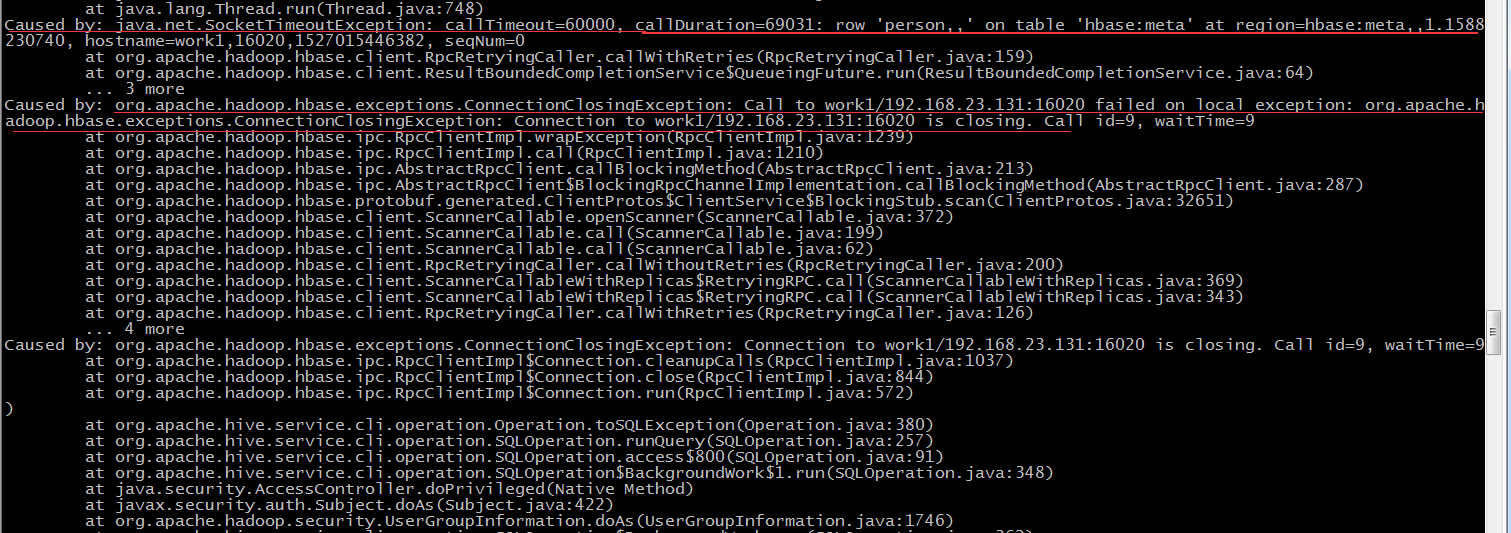 at java.lang.Thread.run(Thread.java:748)
Caused by: java.net.SocketTimeoutException: callTimeout=60000, callDuration=69031: row 'person,,' on table 'hbase:meta' at region=hbase:meta,,1.1588
230740, hostname=work1,16020,1527015446382, seqNum=0
at org.apache.hadoop.hbase.client.RpcRetryingCaller.callWithRetries(RpcRetryingCaller.java:159)
at org.apache.hadoop.hbase.client.ResultBoundedCompletionService$QueueingFuture.run(ResultBoundedCompletionService.java:64)
... 3 more
Caused by: org.apache.hadoop.hbase.exceptions.ConnectionClosingException: Call to work1/192.168.23.131:16020 failed on local exception: org.apache.h
adoop.hbase.exceptions.ConnectionClosingException: Connection to work1/192.168.23.131:16020 is closing. Call id=9, waitTime=9
at org.apache.hadoop.hbase.ipc.RpcClientImpl.wrapException(RpcClientImpl.java:1239)
at org.apache.hadoop.hbase.ipc.RpcClientImpl.call(RpcClientImpl.java:1210)
at org.apache.hadoop.hbase.ipc.AbstractRpcClient.callBlockingMethod(AbstractRpcClient.java:213)
at org.apache.hadoop.hbase.ipc.AbstractRpcClient$BlockingRpcChannelImplementation.callBlockingMethod(AbstractRpcClient.java:287)
at org.apache.hadoop.hbase.protobuf.generated.ClientProtos$ClientService$BlockingStub.scan(ClientProtos.java:32651)
at org.apache.hadoop.hbase.client.ScannerCallable.openScanner(ScannerCallable.java:372)
at org.apache.hadoop.hbase.client.ScannerCallable.call(ScannerCallable.java:199)
at org.apache.hadoop.hbase.client.ScannerCallable.call(ScannerCallable.java:62)
at org.apache.hadoop.hbase.client.RpcRetryingCaller.callWithoutRetries(RpcRetryingCaller.java:200)
at org.apache.hadoop.hbase.client.ScannerCallableWithReplicas$RetryingRPC.call(ScannerCallableWithReplicas.java:369)
at org.apache.hadoop.hbase.client.ScannerCallableWithReplicas$RetryingRPC.call(ScannerCallableWithReplicas.java:343)
at org.apache.hadoop.hbase.client.RpcRetryingCaller.callWithRetries(RpcRetryingCaller.java:126)
... 4 more
Caused by: org.apache.hadoop.hbase.exceptions.ConnectionClosingException: Connection to work1/192.168.23.131:16020 is closing. Call id=9, waitTime=9
at org.apache.hadoop.hbase.ipc.RpcClientImpl$Connection.cleanupCalls(RpcClientImpl.java:1037)
at org.apache.hadoop.hbase.ipc.RpcClientImpl$Connection.close(RpcClientImpl.java:844)
at org.apache.hadoop.hbase.ipc.RpcClientImpl$Connection.run(RpcClientImpl.java:572)
)
at org.apache.hive.service.cli.operation.Operation.toSQLException(Operation.java:380)
at org.apache.hive.service.cli.operation.SQLOperation.runQuery(SQLOperation.java:257)
at org.apache.hive.service.cli.operation.SQLOperation.access$800(SQLOperation.java:91)
at org.apache.hive.service.cli.operation.SQLOperation$BackgroundWork$1.run(SQLOperation.java:348)
at java.security.AccessController.doPrivileged(Native Method)
at javax.security.auth.Subject.doAs(Subject.java:422)
at org.apache.hadoop.security.UserGroupInformation.doAs(UserGroupInformation.java:1746)